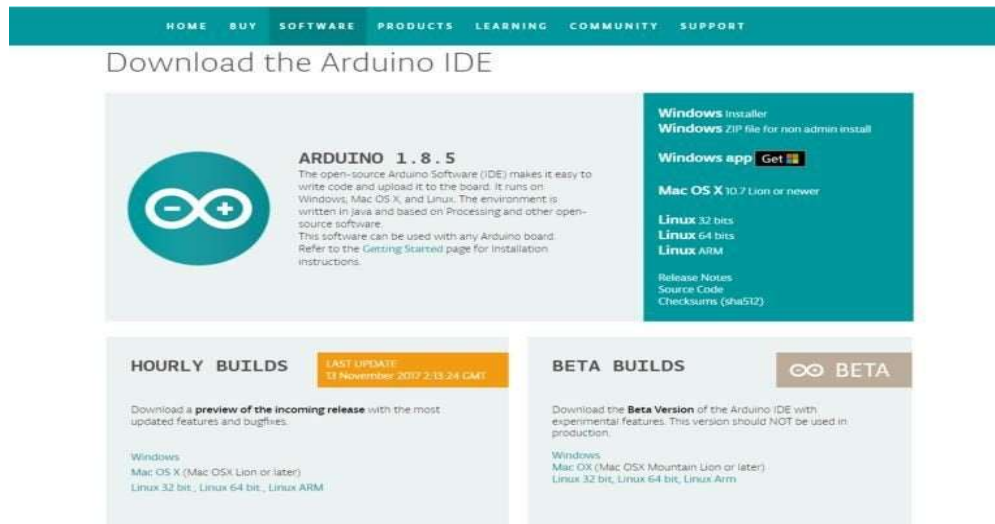 HOME BUY SOFTWARE PRODUCTS LEARNING COMMUNITY SUPPORT
Download the Arduino IDE
ARDUINO 1.8.5
The open-source Arduino Software (IDE) makes it easy to
write code and upload it to the board. It runs on
Windows, Mac OS X, and Linux. The environment is
written in Java and based on Processing and other open-
source software.
This software can be used with any Arduino board.
Refer to the Getting Started page for Installation
instructions.
Windows Installer
Windows ZIP file for non admin install
Windows app Get
Mac OS X 10.7 Lion or newer
Linux 32 bits
Linux 64 bits
Linux ARM
Release Notes
Source Code
Checksums (sha512)
HOURLY BUILDS
LAST UPDATE
13 November 2017 2:13:24 GMT
Download a preview of the incoming release with the most
updated features and bugfixes.
Windows
Mac OS X (Mac OSX Lion or later)
Linux 32 bit, Linux 64 bit, Linux ARM
BETA BUILDS
BETA
Download the Beta Version of the Arduino IDE with
experimental features. This version should NOT be used in
production.
Windows
Mac OX (Mac OSX Mountain Lion or later)
Linux 32 bit, Linux 64 bit, Linux Arm